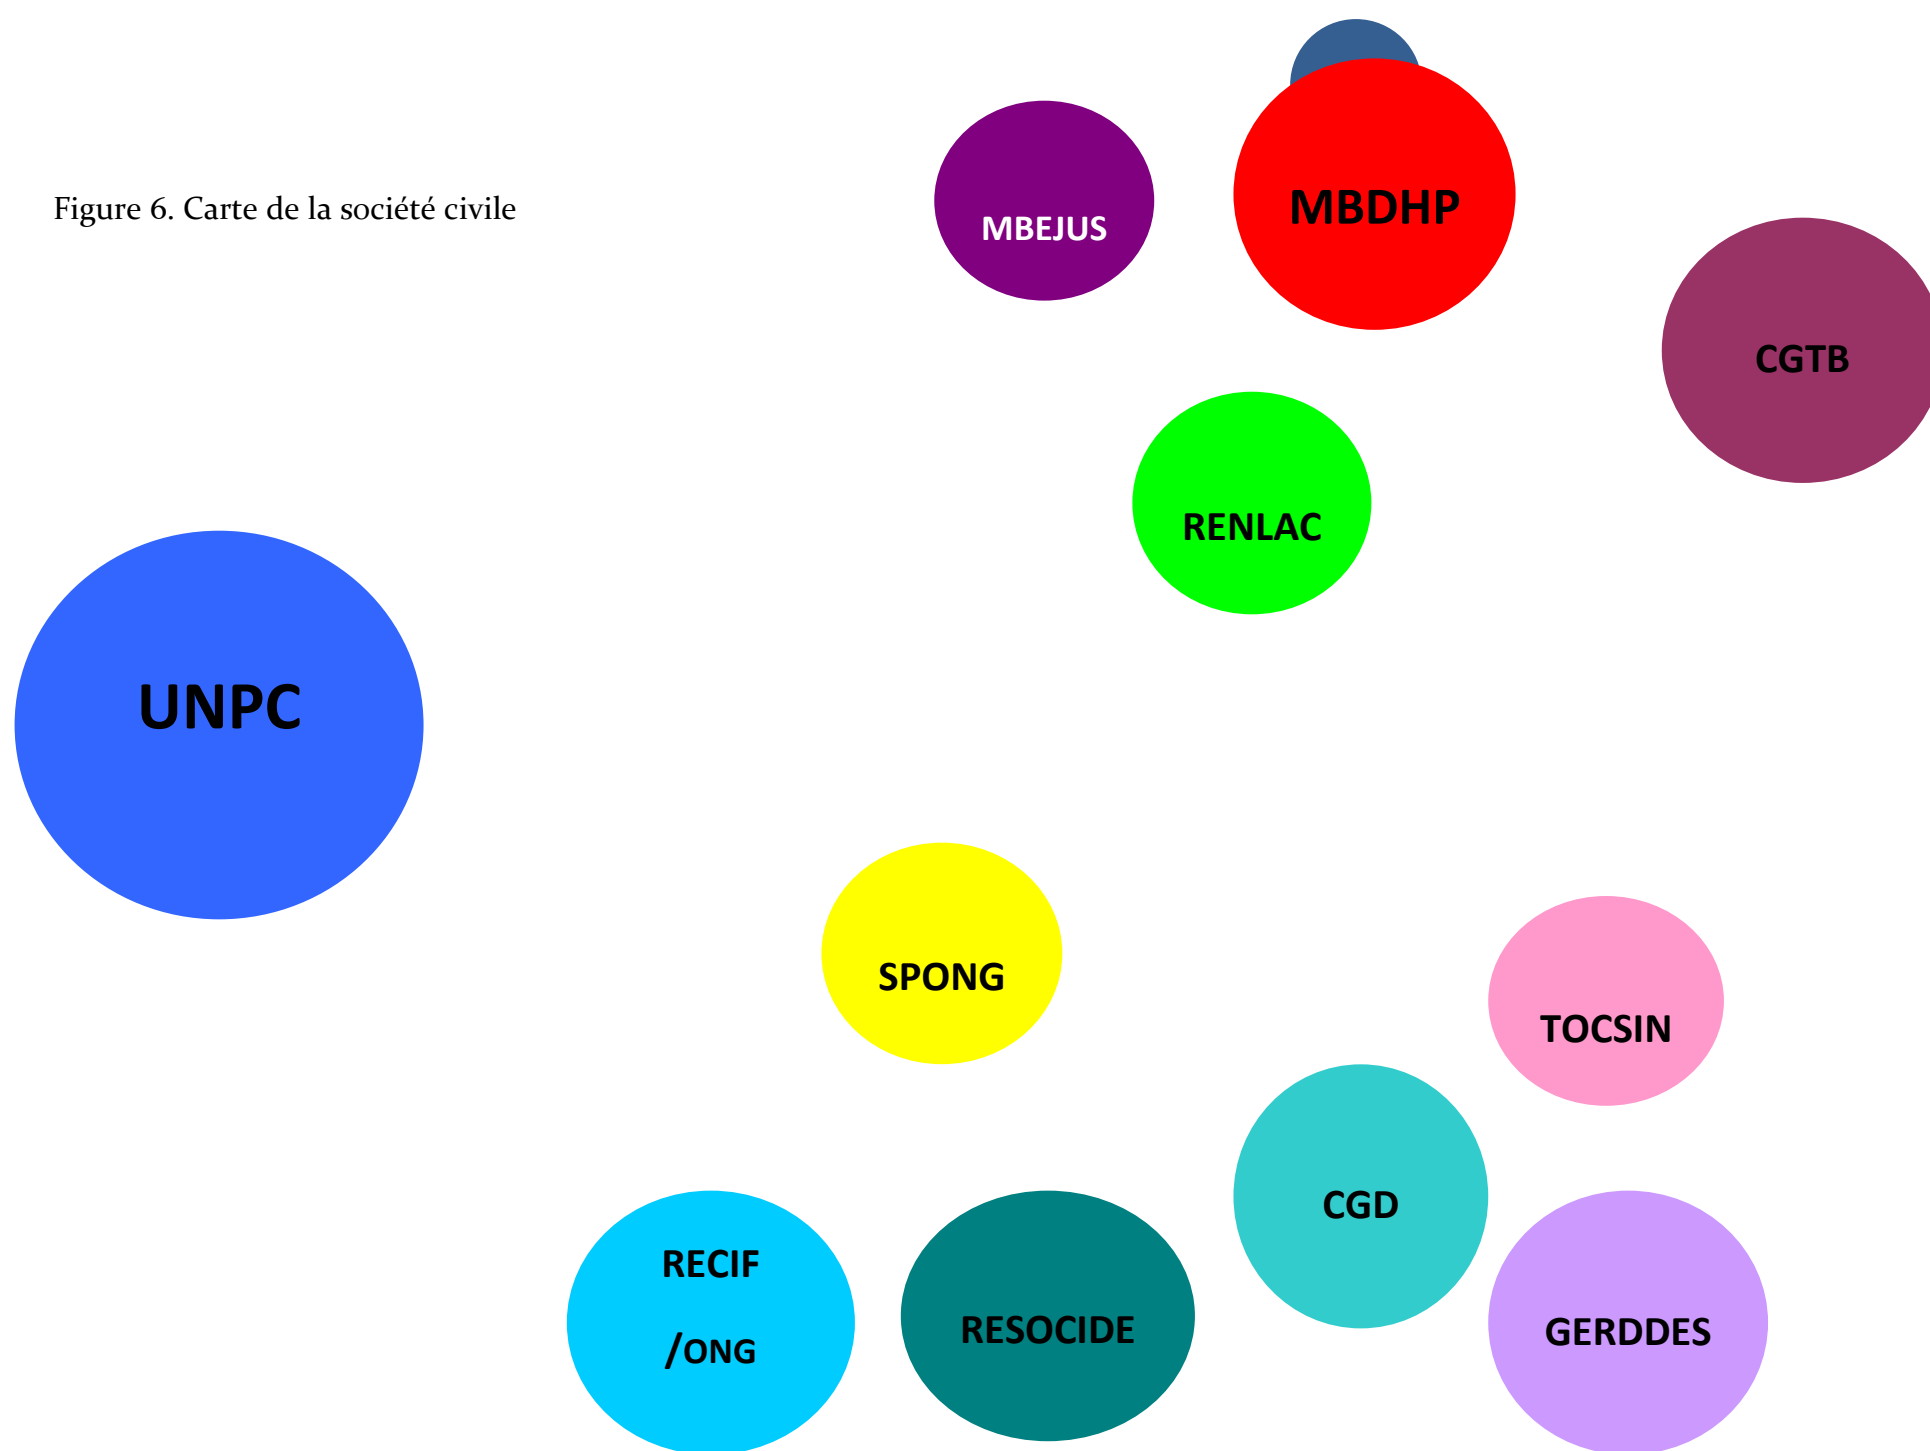 Figure 6. Carte de la société civile
MBEJUS
MBDHP
CGTB
RENLAC
UNPC
SPONG
TOCSIN
CGD
RECIF
/ONG
RESOCIDE
GERDDES